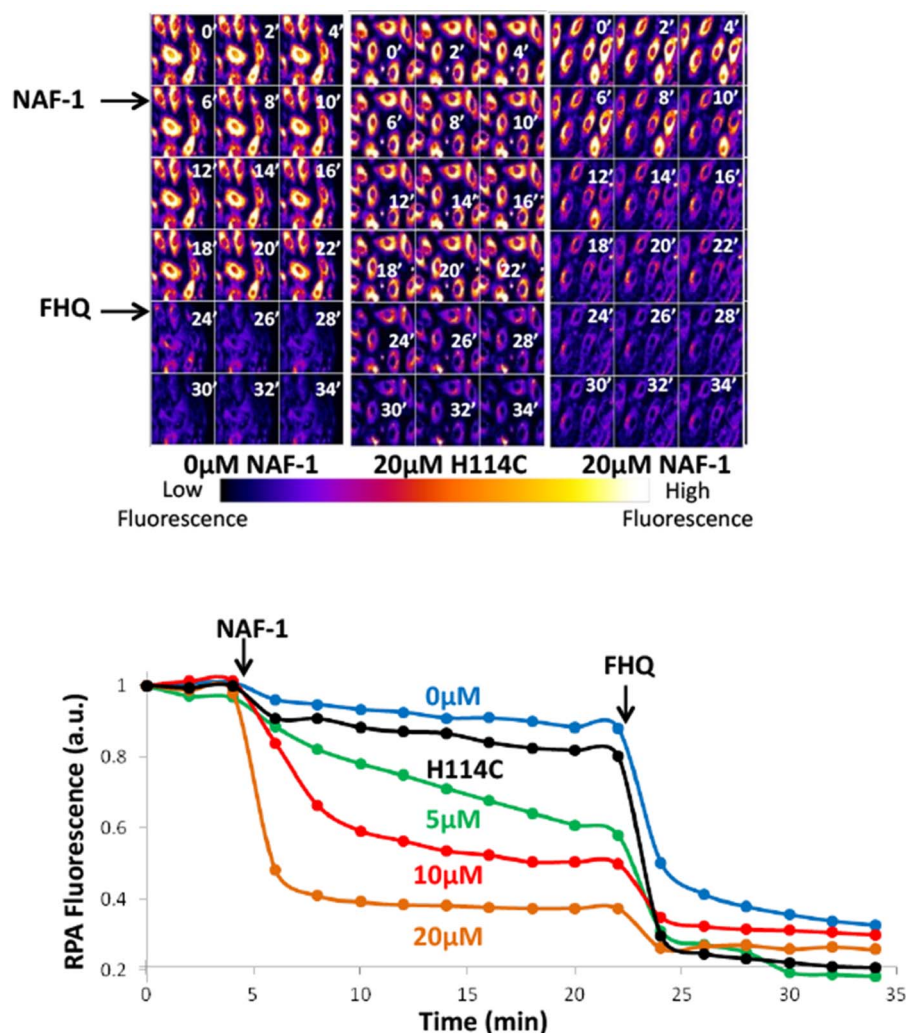 0’ 2’ 4’ 0’ 2’ 4’ 0’ 2’ 4’
NAF-1
6’ 8’ 10’ 6’ 8’ 10’ 6’ 8’ 10’
12’ 14’ 16’ 12’ 14’ 16’ 12’ 14’ 16’
18’ 20’ 22’ 18’ 20’ 22’ 18’ 20’ 22’
FHQ
24’ 26’ 28’ 24’ 26’ 28’ 24’ 26’ 28’
30’ 32’ 34’ 30’ 32’ 34’ 30’ 32’ 34’
0µM NAF-1 20µM H114C 20µM NAF-1
Low High
Fluorescence Fluorescence
NAF-1
FHQ
1
0.8
0.6
0.4
0.2
RPA Fluorescence (a.u.)
0µM
H114C
5µM
10µM
20µM
0 5 10 15 20 25 30 35
Time (min)